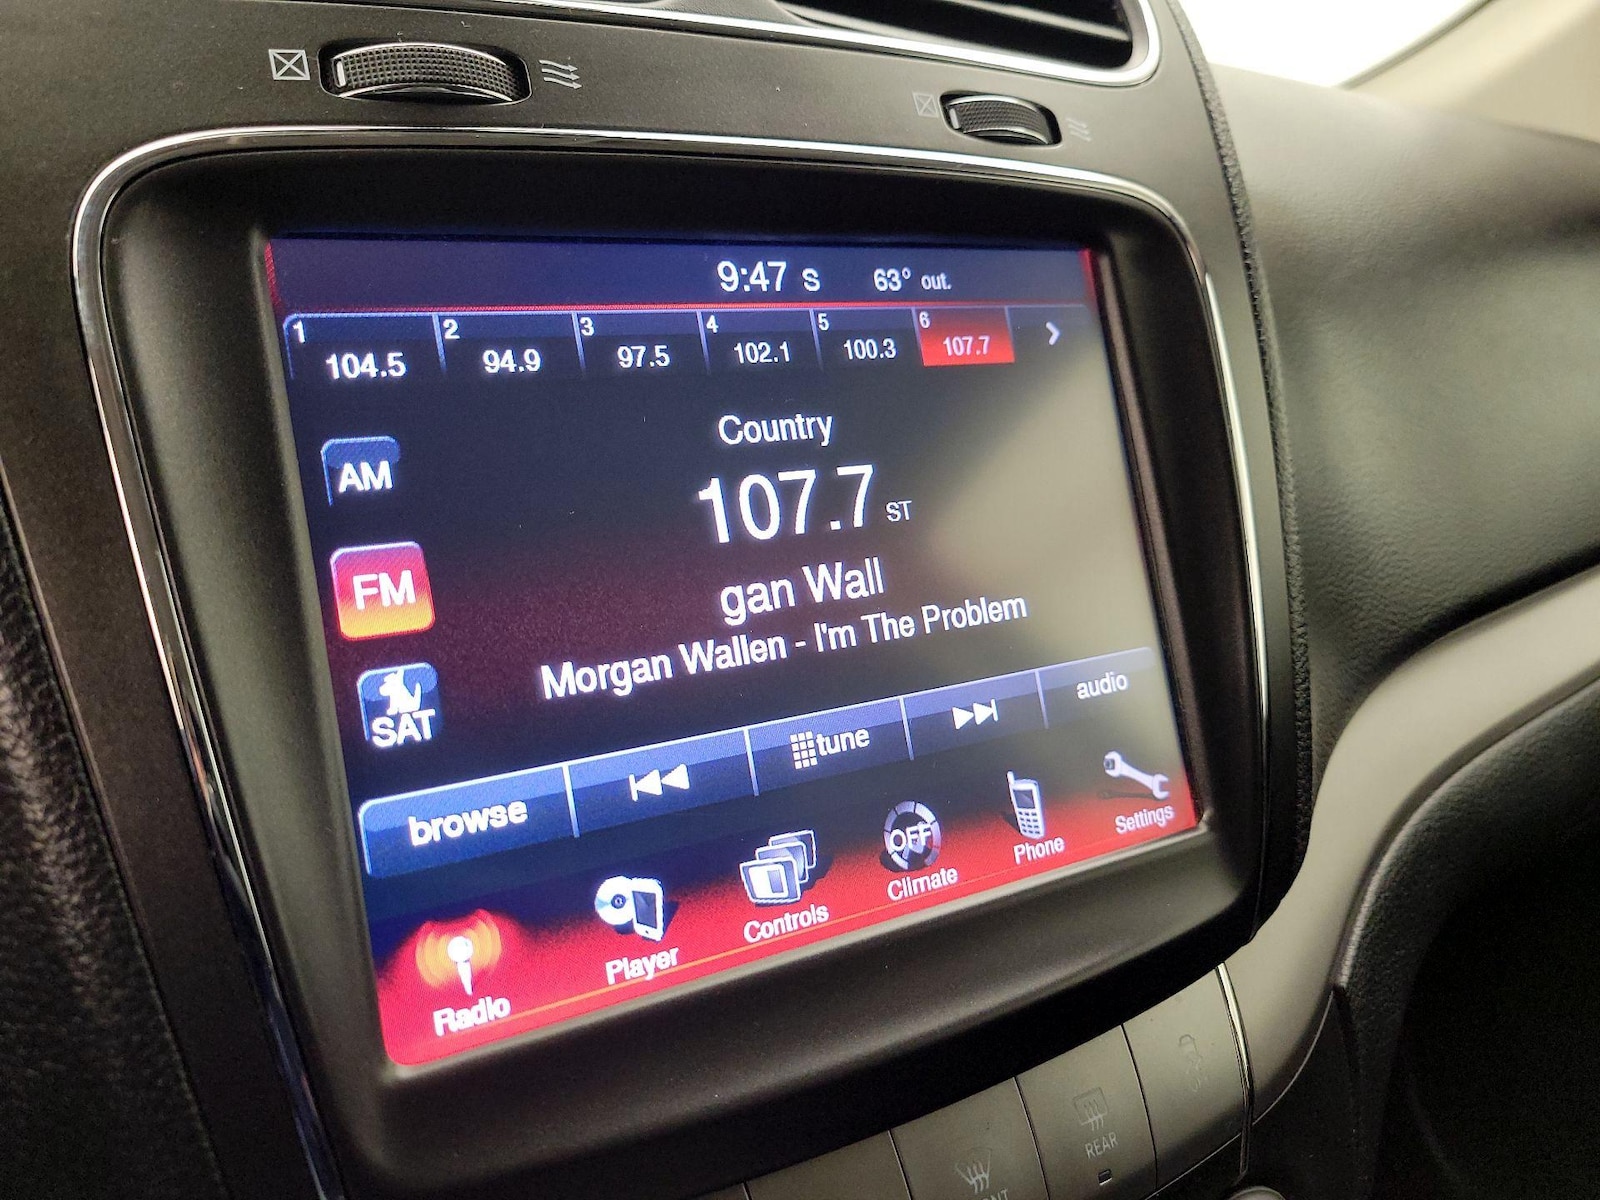 9:47 S 63° out.
1 2 3 4 5 6
104.5 94.9 97.5 102.1 100.3 107.7
Country
AM
107.7 ST
FM
gan Wall
Morgan Wallen - I'm The Problem
SAT
browse tune audio
OFF
Radio Player Controls Climate Phone Settings
REAR